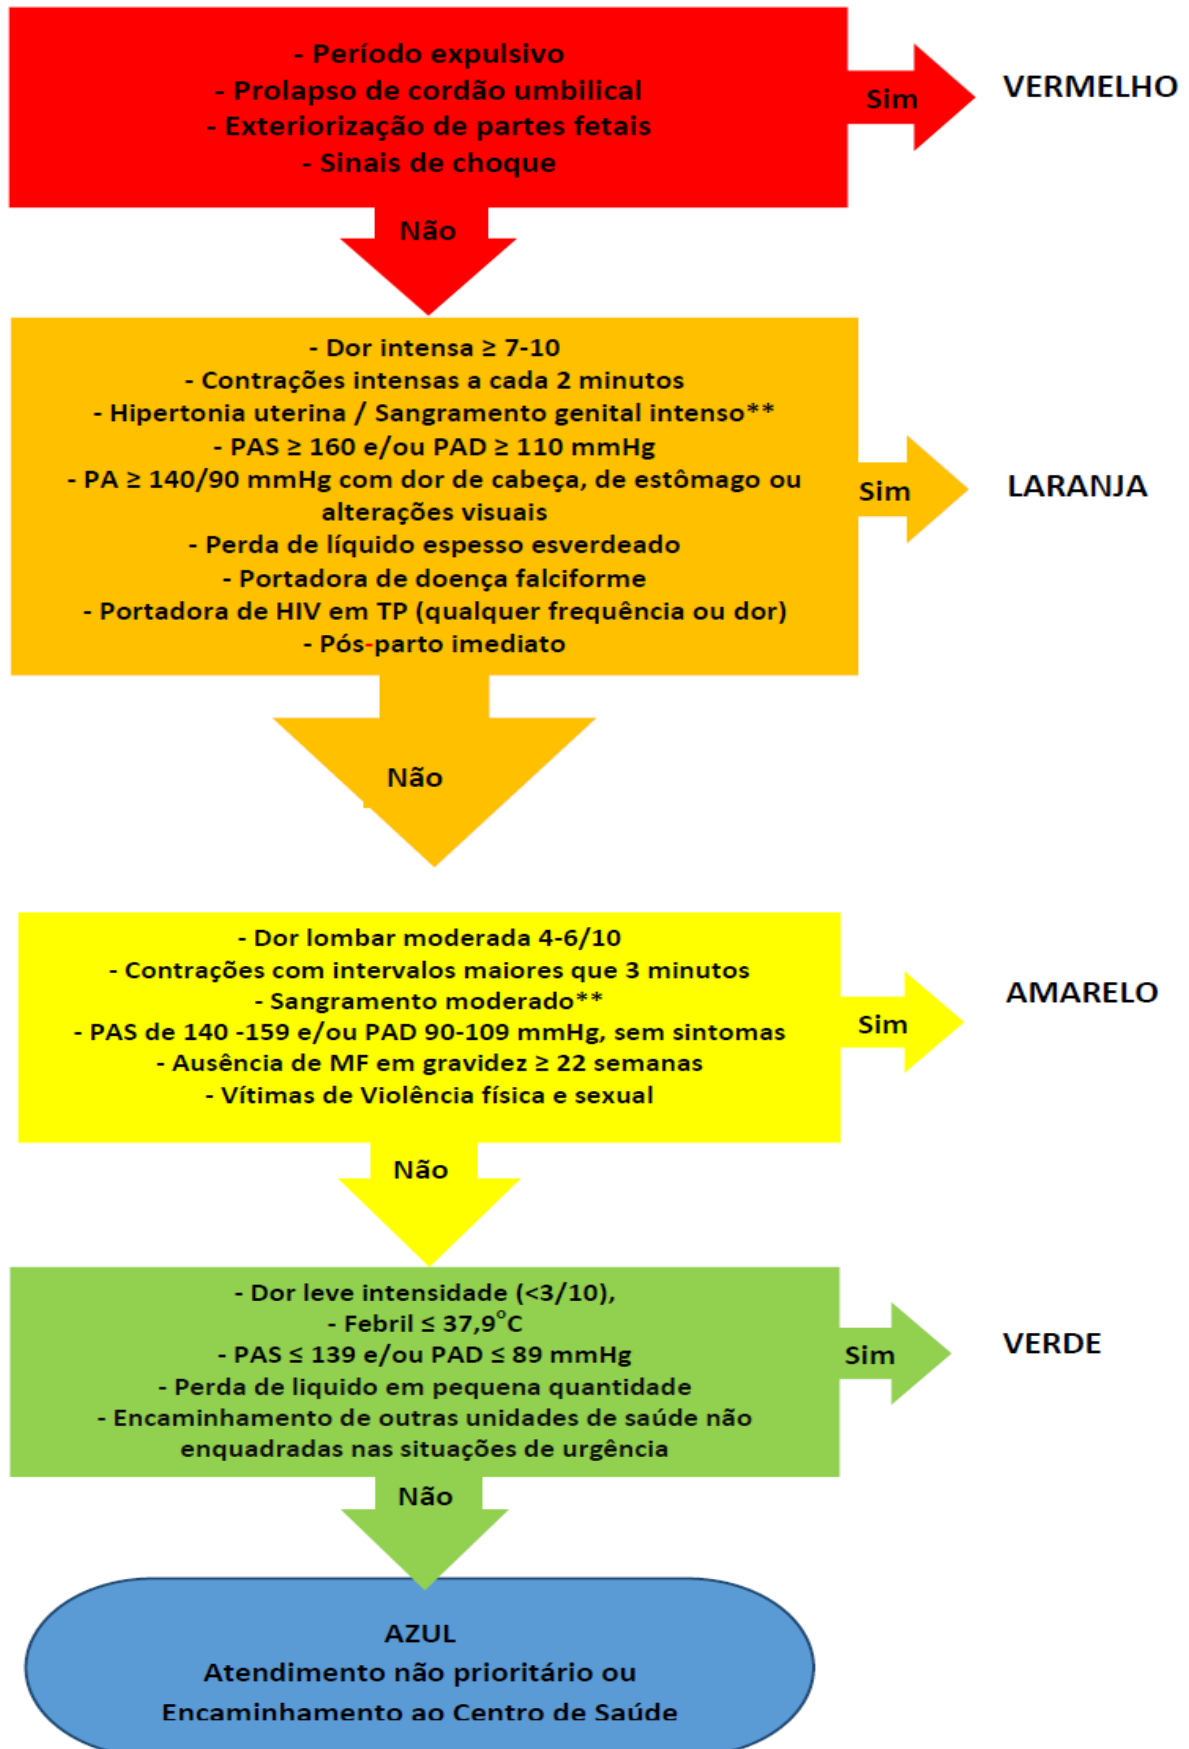 - Período expulsivo
- Prolapso de cordão umbilical
- Exteriorização de partes fetais
- Sinais de choque
Sim
VERMELHO
Não
- Dor intensa ≥ 7-10
- Contrações intensas a cada 2 minutos
- Hipertonia uterina / Sangramento genital intenso**
- PAS ≥ 160 e/ou PAD ≥ 110 mmHg
- PA ≥ 140/90 mmHg com dor de cabeça, de estômago ou
alterações visuais
- Perda de líquido espesso esverdeado
- Portadora de doença falciforme
- Portadora de HIV em TP (qualquer frequência ou dor)
- Pós-parto imediato
Sim
LARANJA
Não
- Dor lombar moderada 4-6/10
- Contrações com intervalos maiores que 3 minutos
- Sangramento moderado**
- PAS de 140 -159 e/ou PAD 90-109 mmHg, sem sintomas
- Ausência de MF em gravidez ≥ 22 semanas
- Vítimas de Violência física e sexual
Sim
AMARELO
Não
- Dor leve intensidade (<3/10),
- Febril ≤ 37,9°C
- PAS ≤ 139 e/ou PAD ≤ 89 mmHg
- Perda de liquido em pequena quantidade
- Encaminhamento de outras unidades de saúde não
enquadradas nas situações de urgência
Sim
VERDE
Não
AZUL
Atendimento não prioritário ou
Encaminhamento ao Centro de Saúde